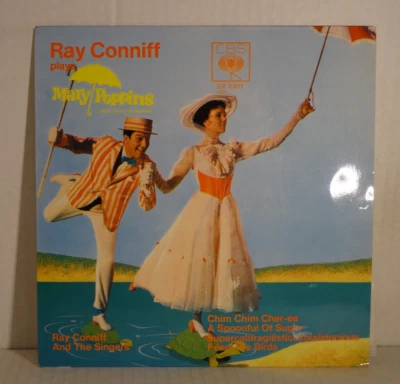 Ray Conniff
plays
Mary Poppins
CBS
Ray Conniff
And The Singers
Chim Chim Cher-ee
A Spoonful Of Sugar
Supercalifragilisticexpialidocious
Feed The Birds